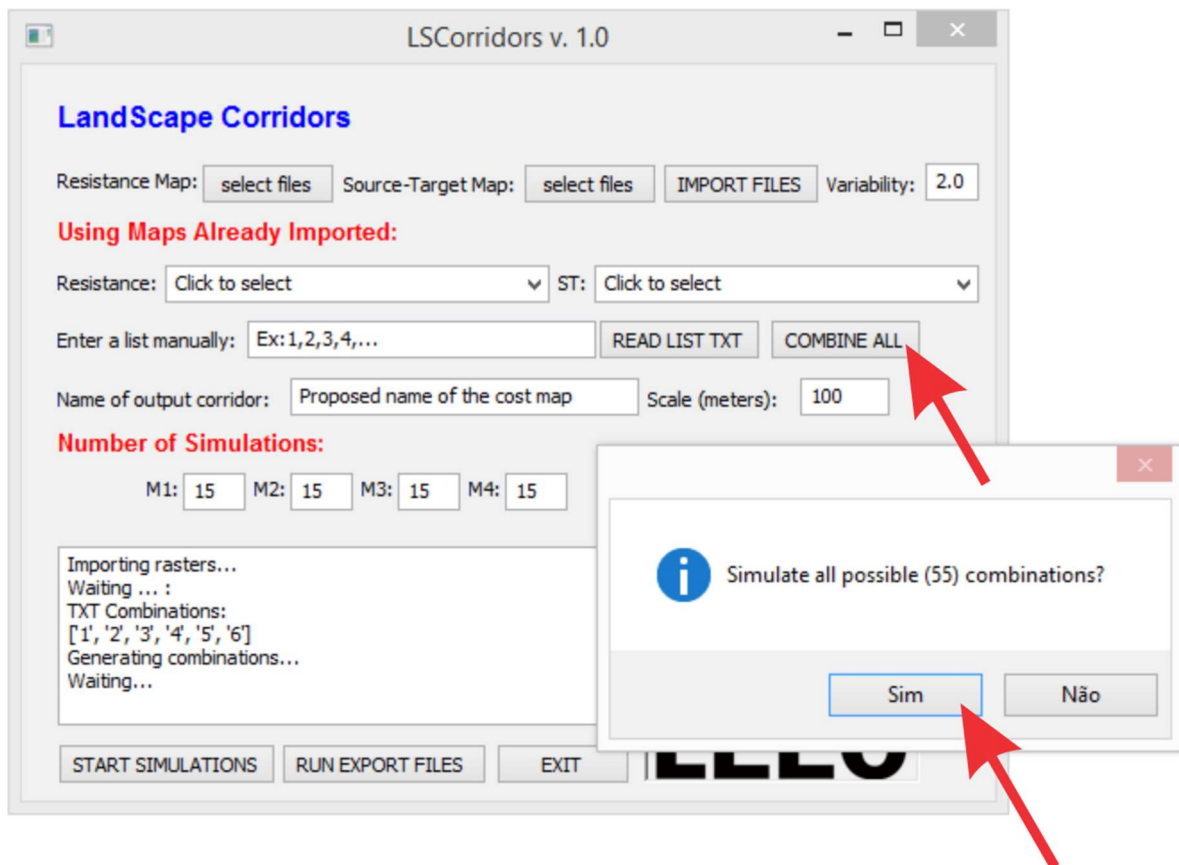 LSCorridors v. 1.0
LandScape Corridors
Resistance Map: select files Source-Target Map: select files IMPORT FILES Variability: 2.0
Using Maps Already Imported:
Resistance: Click to select ST: Click to select
Enter a list manually: Ex:1,2,3,4,... READ LIST TXT COMBINE ALL
Name of output corridor: Proposed name of the cost map Scale (meters): 100
Number of Simulations:
M1: 15 M2: 15 M3: 15 M4: 15
Importing rasters...
Waiting ... :
TXT Combinations:
['1', '2', '3', '4', '5', '6']
Generating combinations...
Waiting...
Simulate all possible (55) combinations?
Sim Não
START SIMULATIONS RUN EXPORT FILES EXIT